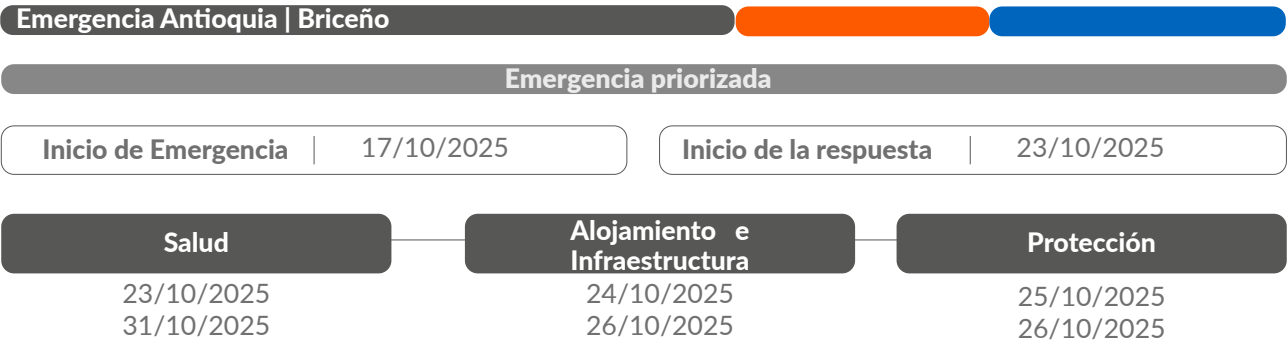 Emergencia Antioquia | Briceño
Emergencia priorizada
Inicio de Emergencia | 17/10/2025
Inicio de la respuesta | 23/10/2025
Salud
23/10/2025
31/10/2025
Alojamiento e
Infraestructura
24/10/2025
26/10/2025
Protección
25/10/2025
26/10/2025